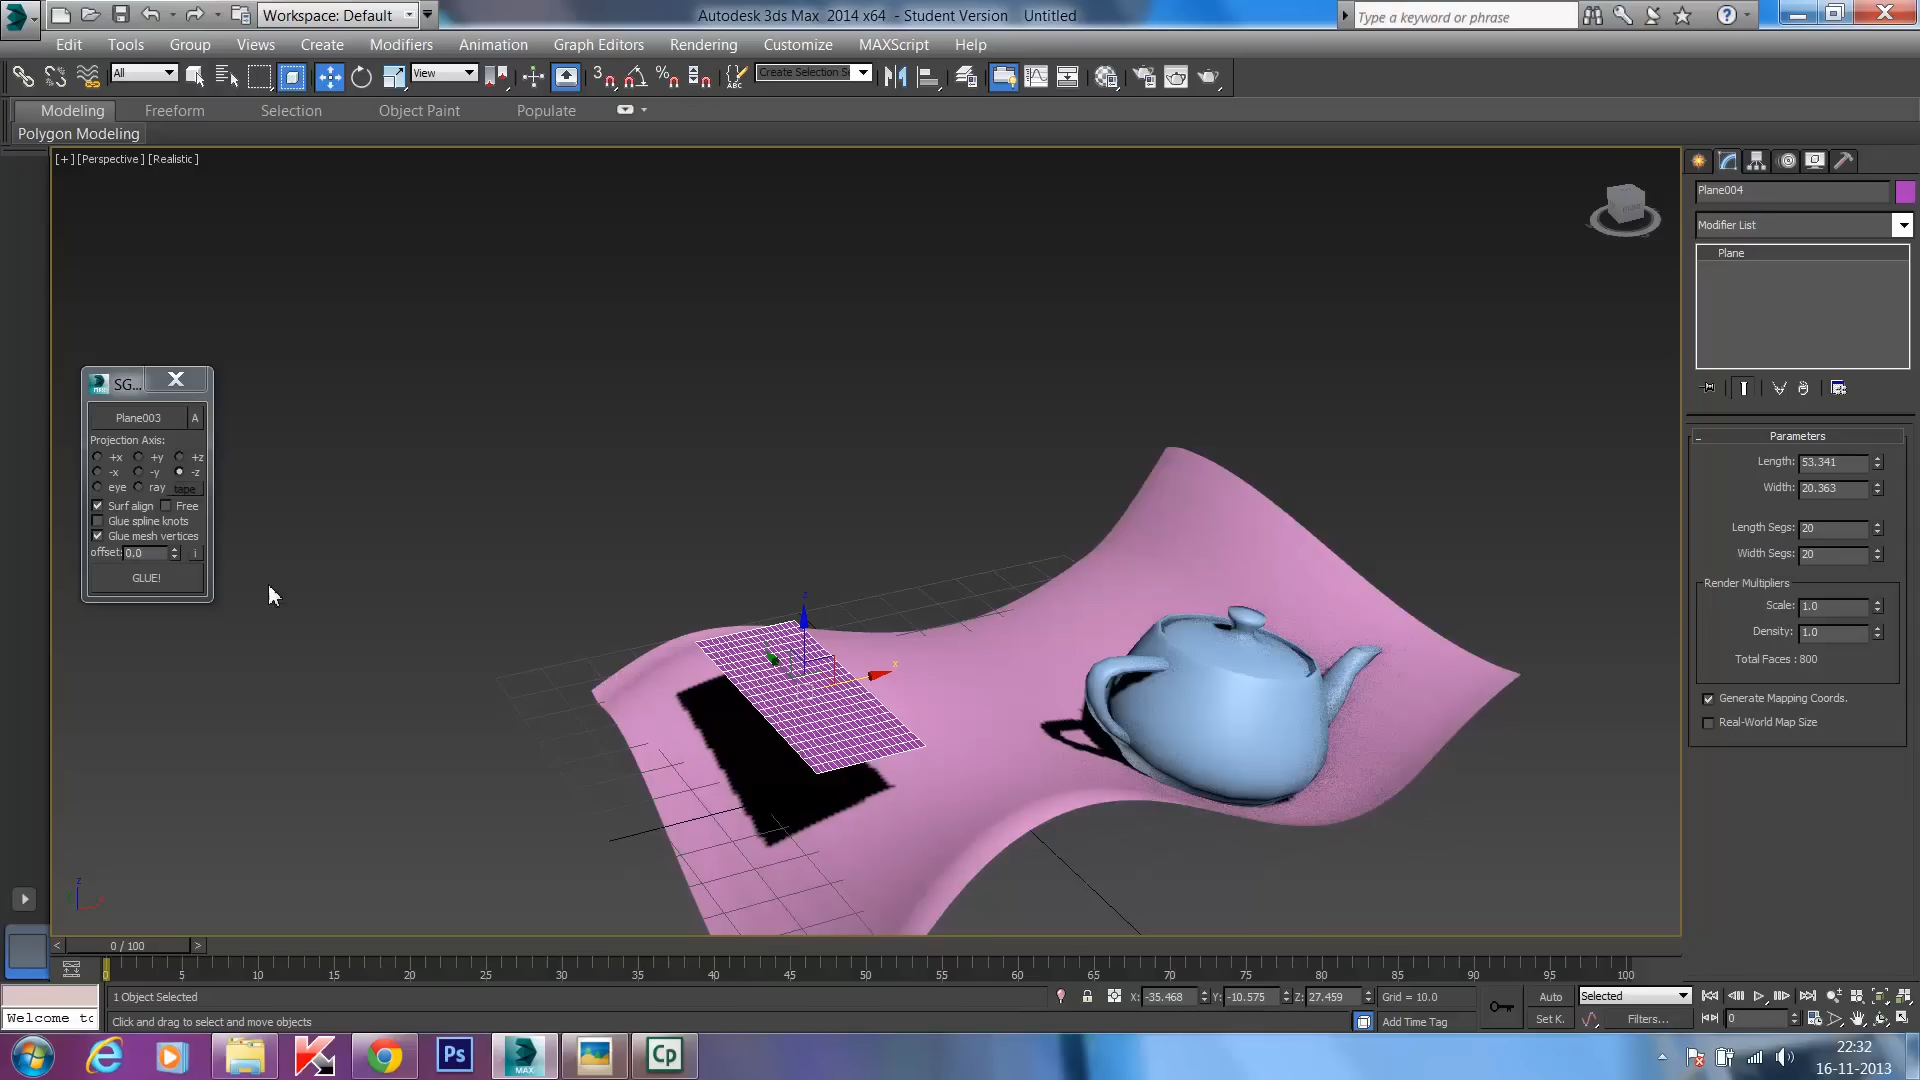 Workspace: Default
Autodesk 3ds Max 2014 x64 - Student Version Untitled
Type a keyword or phrase
Edit Tools Group Views Create Modifiers Animation Graph Editors Rendering Customize MAXScript Help
All
View
3
ABC
Create Selection S
Modeling Freeform Selection Object Paint Populate
Polygon Modeling
[+] [Perspective ] [Realistic ]
Plane004
Modifier List
Plane
SG...
X
Plane003 A
Projection Axis:
+x +y +z
-x -y -z
eye ray tape
Surf align Free
Glue spline knots
Glue mesh vertices
offset: 0.0 i
GLUE!
z
x
Parameters
Length: 53.341
Width: 20.363
Length Segs: 20
Width Segs: 20
Render Multipliers
Scale: 1.0
Density: 1.0
Total Faces : 800
Generate Mapping Coords.
Real-World Map Size
z
< 0 / 100 >
0 5 10 15 20 25 30 35 40 45 50 55 60 65 70 75 80 85 90 95 100
1 Object Selected
X: -35.468 Y: -10.575 Z: 27.459 Grid = 10.0
Auto Selected
Welcome to
Click and drag to select and move objects
Add Time Tag
Set K. Filters... 0
Ps
MAX
Cp
22:32
16-11-2013